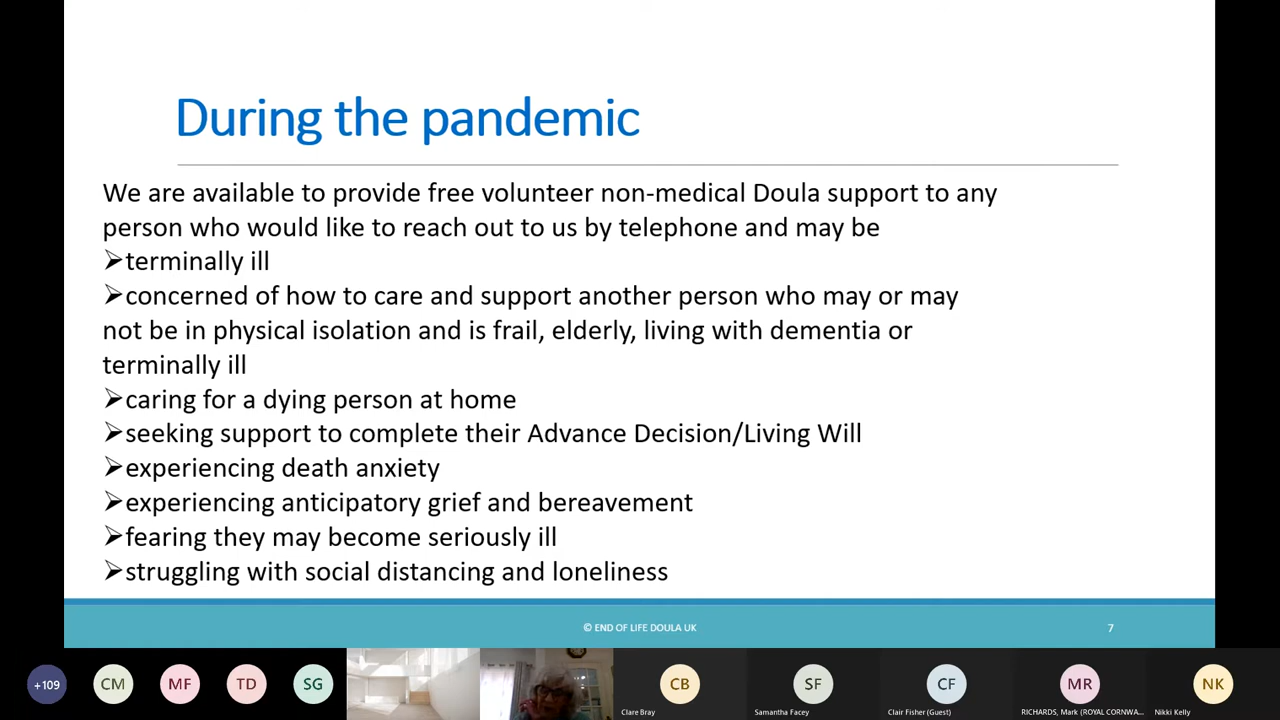 During the pandemic
We are available to provide free volunteer non-medical Doula support to any
person who would like to reach out to us by telephone and may be
➢terminally ill
➢concerned of how to care and support another person who may or may
not be in physical isolation and is frail, elderly, living with dementia or
terminally ill
➢caring for a dying person at home
➢seeking support to complete their Advance Decision/Living Will
➢experiencing death anxiety
➢experiencing anticipatory grief and bereavement
➢fearing they may become seriously ill
➢struggling with social distancing and loneliness
© END OF LIFE DOULA UK
7
+109
CM
MF
TD
SG
CB
SF
CF
MR
NK
Clare Bray
Samantha Facey
Clair Fisher (Guest)
RICHARDS, Mark (ROYAL CORNWA...
Nikki Kelly